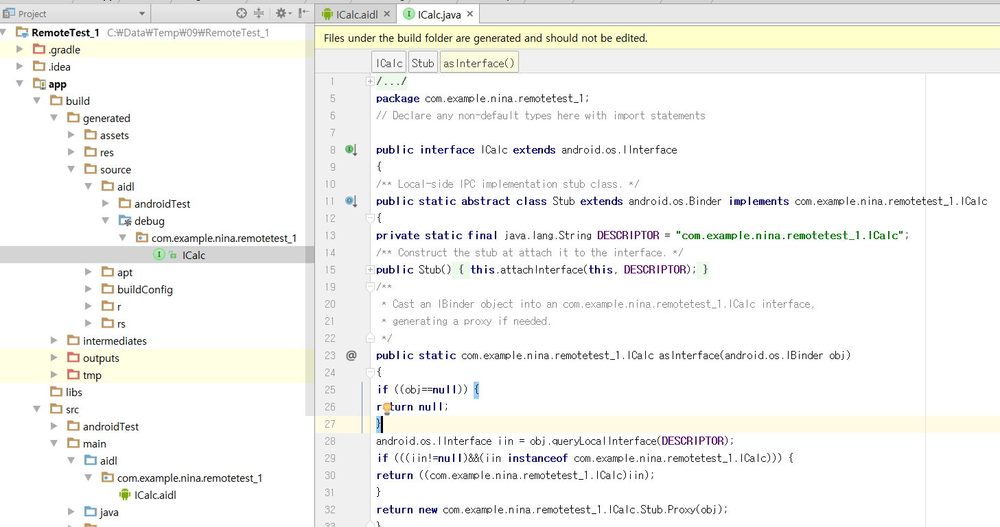 Project
RemoteTest_1 C:₩Data₩Temp₩09₩RemoteTest_1
.gradle
.idea
app
build
generated
assets
res
source
aidl
androidTest
debug
com.example.nina.remotetest_1
ICalc
apt
buildConfig
r
rs
intermediates
outputs
tmp
libs
src
androidTest
main
aidl
com.example.nina.remotetest_1
ICalc.aidl
java
ICalc.aidl ICalc.java
Files under the build folder are generated and should not be edited.
ICalc Stub asInterface()
1 /.../
5 package com.example.nina.remotetest_1;
6 // Declare any non-default types here with import statements
7
8 public interface ICalc extends android.os.IInterface
9 {
10 /** Local-side IPC implementation stub class. */
11 public static abstract class Stub extends android.os.Binder implements com.example.nina.remotetest_1.ICalc
12 {
13 private static final java.lang.String DESCRIPTOR = "com.example.nina.remotetest_1.ICalc";
14 /** Construct the stub at attach it to the interface. */
15 public Stub() { this.attachInterface(this, DESCRIPTOR); }
19 /**
20 * Cast an IBinder object into an com.example.nina.remotetest_1.ICalc interface,
21 * generating a proxy if needed.
22 */
23 @ public static com.example.nina.remotetest_1.ICalc asInterface(android.os.IBinder obj)
24 {
25 if ((obj==null)) {
26 return null;
27 }
28 android.os.IInterface iin = obj.queryLocalInterface(DESCRIPTOR);
29 if (((iin!=null)&&(iin instanceof com.example.nina.remotetest_1.ICalc))) {
30 return ((com.example.nina.remotetest_1.ICalc)iin);
31 }
32 return new com.example.nina.remotetest_1.ICalc.Stub.Proxy(obj);
33 }